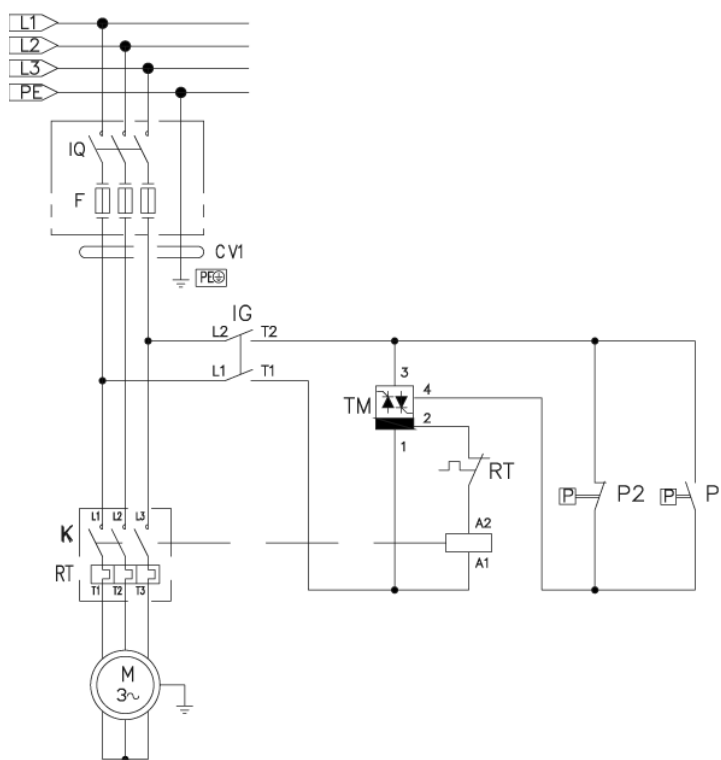 L1
L2
L3
PE
IQ
F
CV1
PE
IG
L2 T2
L1 T1
3
4
TM
2
1
RT
P P2 P P
L1 L2 L3
K
A2
RT
A1
T1 T2 T3
M
3~